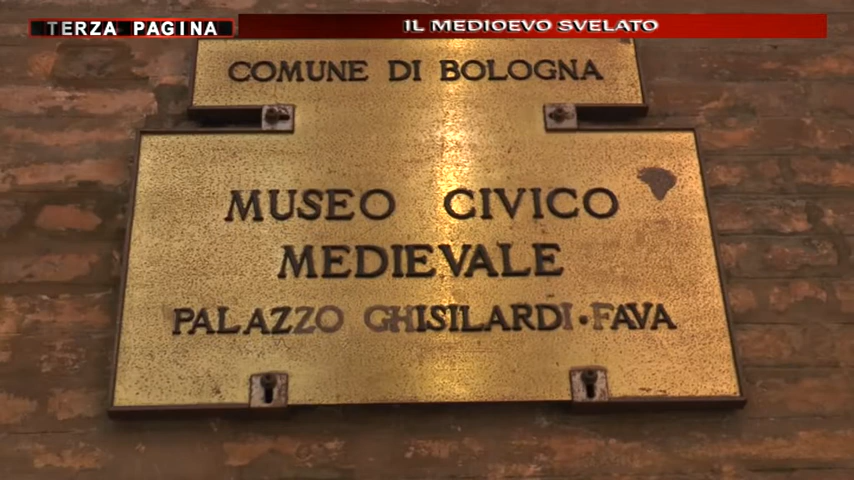 TERZA PAGINA
IL MEDIOEVO SVELATO
COMUNE DI BOLOGNA
MUSEO CIVICO
MEDIEVALE
PALAZZO GHISILARDI·FAVA